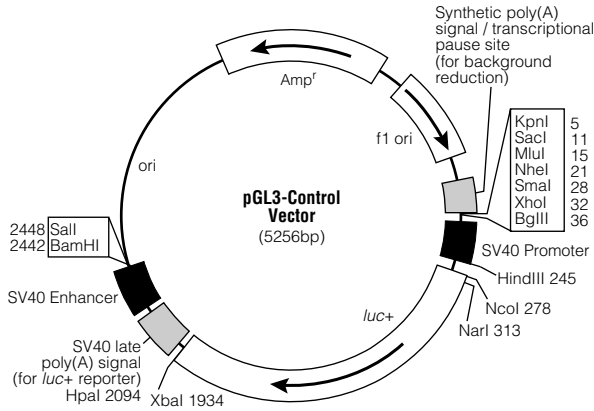 Synthetic poly(A)
signal / transcriptional
pause site
(for background
reduction)
Ampʳ
f1 ori
KpnI 5
SacI 11
MluI 15
NheI 21
SmaI 28
XhoI 32
BglII 36
ori
pGL3-Control
Vector
(5256bp)
2448 SalI
2442 BamHI
SV40 Promoter
HindIII 245
NcoI 278
NarI 313
SV40 Enhancer
luc+
SV40 late
poly(A) signal
(for luc+ reporter)
HpaI 2094
XbaI 1934